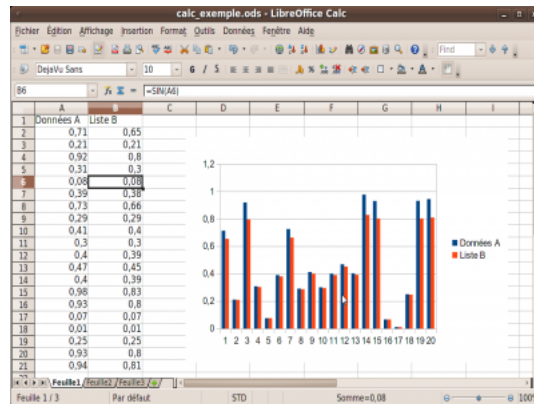 calc_exemple.ods - LibreOffice Calc
Fichier Édition Affichage Insertion Format Outils Données Fenêtre Aide
Find
DejaVu Sans 10
B6 =SIN(A6)
A B C D E F G H I
1 Données A Liste B
2 0,71 0,65
3 0,21 0,21
4 0,92 0,8
5 0,31 0,3
6 0,08 0,08
7 0,39 0,38
8 0,73 0,66
9 0,29 0,29
10 0,41 0,4
11 0,3 0,3
12 0,4 0,39
13 0,47 0,45
14 0,4 0,39
15 0,98 0,83
16 0,93 0,8
17 0,07 0,07
18 0,01 0,01
19 0,25 0,25
20 0,93 0,8
21 0,94 0,81
1,2
1
0,8
0,6
0,4
0,2
0
1 2 3 4 5 6 7 8 9 10 11 12 13 14 15 16 17 18 19 20
Données A
Liste B
Feuille1 Feuille2 Feuille3
Feuille 1 / 3 Par défaut STD Somme=0,08 100